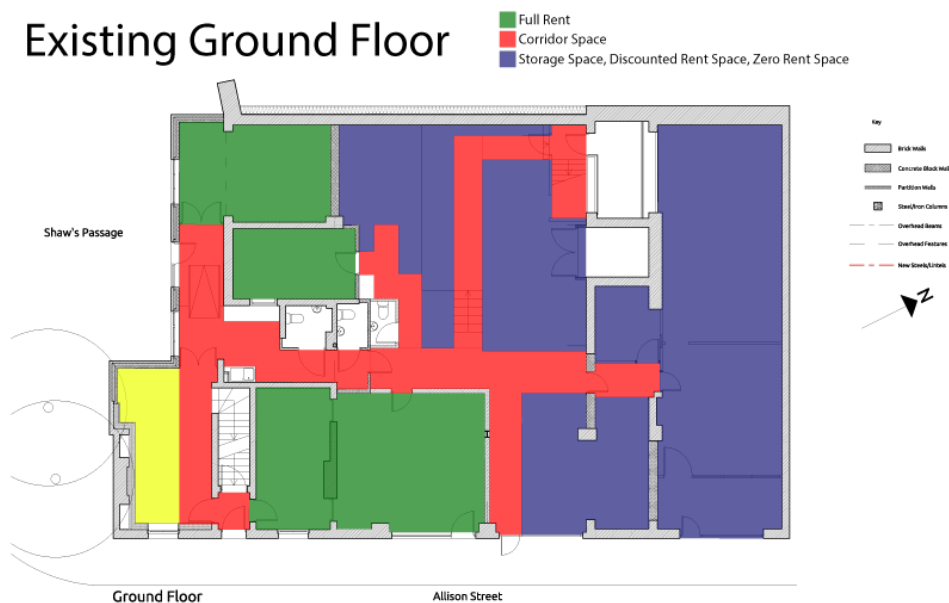 Existing Ground Floor
Full Rent
Corridor Space
Storage Space, Discounted Rent Space, Zero Rent Space
Key
Brick Walls
Concrete Block Wall
Partition Walls
Steel/Iron Columns
Overhead Beams
Overhead Features
New Steels/Lintels
N
Shaw's Passage
Ground Floor
Allison Street